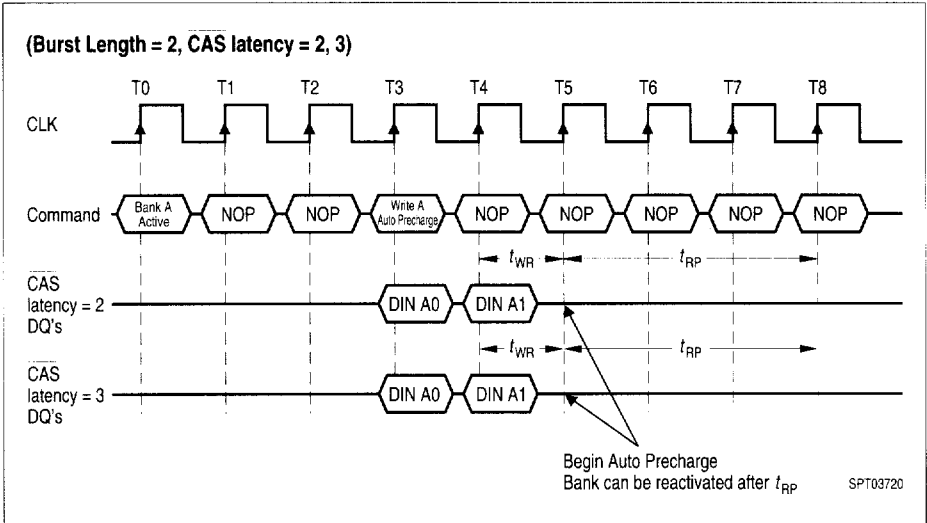 (Burst Length = 2, CAS latency = 2, 3)
T0 T1 T2 T3 T4 T5 T6 T7 T8
CLK
Command
Bank A
Active
NOP
NOP
Write A
Auto Precharge
NOP
NOP
NOP
NOP
NOP
tWR
tRP
CAS
latency = 2
DQ's
DIN A0
DIN A1
tWR
tRP
CAS
latency = 3
DQ's
DIN A0
DIN A1
Begin Auto Precharge
Bank can be reactivated after tRP
SPT03720